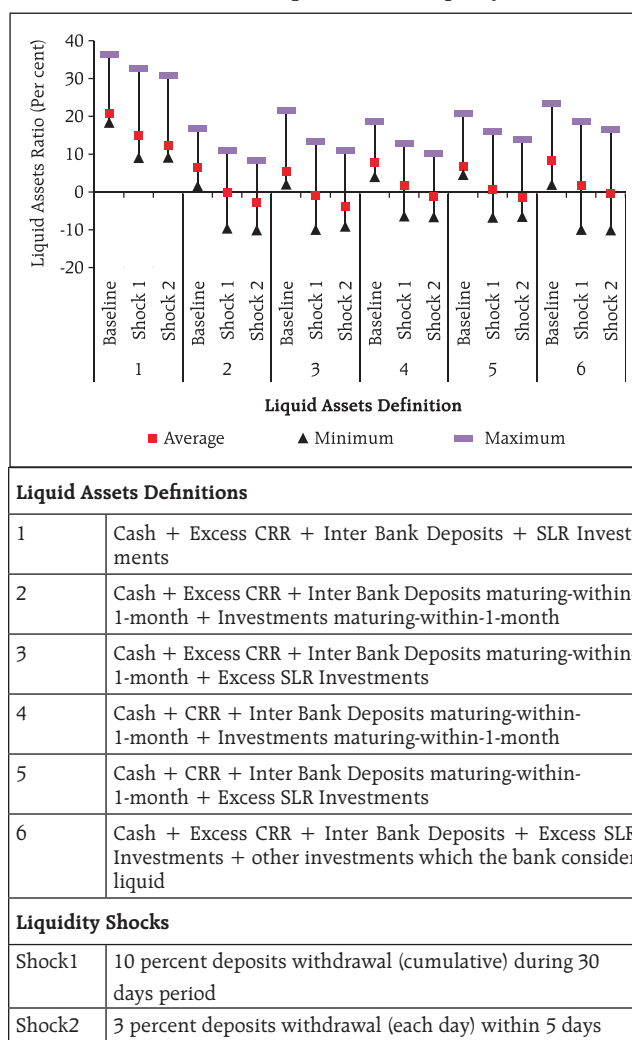 Liquid Assets Ratio (Per cent)
40
30
20
10
0
-10
-20
Baseline
Shock 1
Shock 2
Baseline
Shock 1
Shock 2
Baseline
Shock 1
Shock 2
Baseline
Shock 1
Shock 2
Baseline
Shock 1
Shock 2
Baseline
Shock 1
Shock 2
1 2 3 4 5 6
Liquid Assets Definition
Average Minimum Maximum
Liquid Assets Definitions
1 Cash + Excess CRR + Inter Bank Deposits + SLR Invest-
ments
2 Cash + Excess CRR + Inter Bank Deposits maturing-within-
1-month + Investments maturing-within-1-month
3 Cash + Excess CRR + Inter Bank Deposits maturing-within-
1-month + Excess SLR Investments
4 Cash + CRR + Inter Bank Deposits maturing-within-
1-month + Investments maturing-within-1-month
5 Cash + CRR + Inter Bank Deposits maturing-within-
1-month + Excess SLR Investments
6 Cash + Excess CRR + Inter Bank Deposits + Excess SLR
Investments + other investments which the bank consider
liquid
Liquidity Shocks
Shock1 10 percent deposits withdrawal (cumulative) during 30
days period
Shock2 3 percent deposits withdrawal (each day) within 5 days